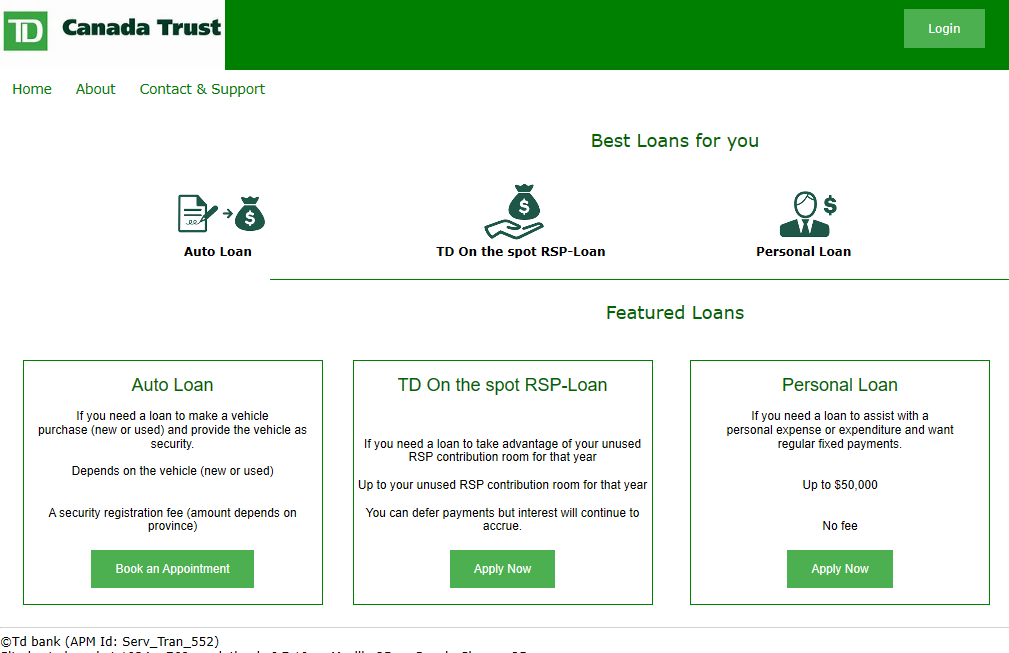 TD Canada Trust
Login
Home About Contact & Support
Best Loans for you
Auto Loan
TD On the spot RSP-Loan
Personal Loan
Featured Loans
Auto Loan
If you need a loan to make a vehicle
purchase (new or used) and provide the vehicle as
security.
Depends on the vehicle (new or used)
A security registration fee (amount depends on
province)
Book an Appointment
TD On the spot RSP-Loan
If you need a loan to take advantage of your unused
RSP contribution room for that year
Up to your unused RSP contribution room for that year
You can defer payments but interest will continue to
accrue.
Apply Now
Personal Loan
If you need a loan to assist with a
personal expense or expenditure and want
regular fixed payments.
Up to $50,000
No fee
Apply Now
©Td bank (APM Id: Serv_Tran_552)